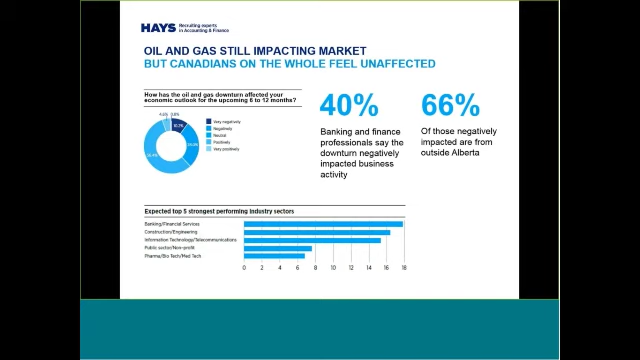 HAYS Recruiting experts
in Accounting & Finance
OIL AND GAS STILL IMPACTING MARKET
BUT CANADIANS ON THE WHOLE FEEL UNAFFECTED
How has the oil and gas downturn affected your
economic outlook for the upcoming 6 to 12 months?
Very negatively
Negatively
Neutral
Positively
Very positively
40%
Banking and finance
professionals say the
downturn negatively
impacted business
activity
66%
Of those negatively
impacted are from
outside Alberta
Expected top 5 strongest performing industry sectors
Banking/Financial Services
Construction/Engineering
Information Technology/Telecommunications
Public sector/Non-profit
Pharma/Bio Tech/Med Tech
0 2 4 6 8 10 12 14 16 18